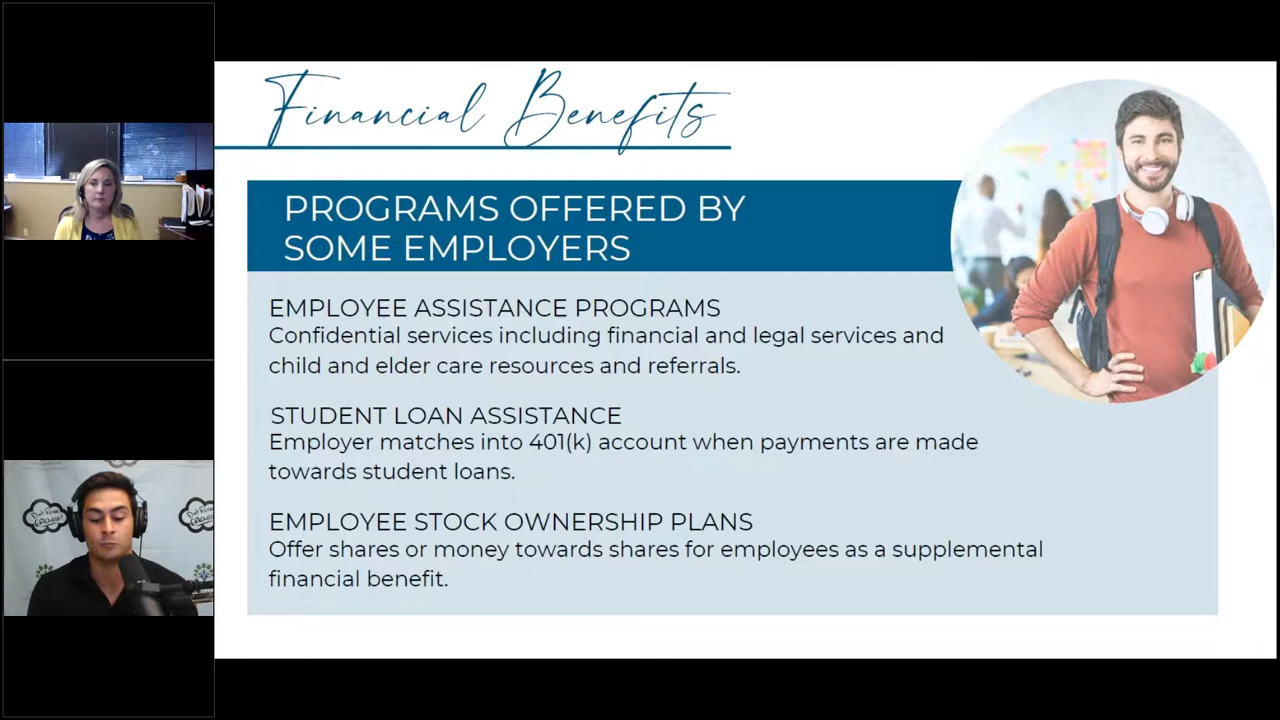 Financial Benefits
PROGRAMS OFFERED BY
SOME EMPLOYERS
EMPLOYEE ASSISTANCE PROGRAMS
Confidential services including financial and legal services and
child and elder care resources and referrals.
STUDENT LOAN ASSISTANCE
Employer matches into 401(k) account when payments are made
towards student loans.
EMPLOYEE STOCK OWNERSHIP PLANS
Offer shares or money towards shares for employees as a supplemental
financial benefit.